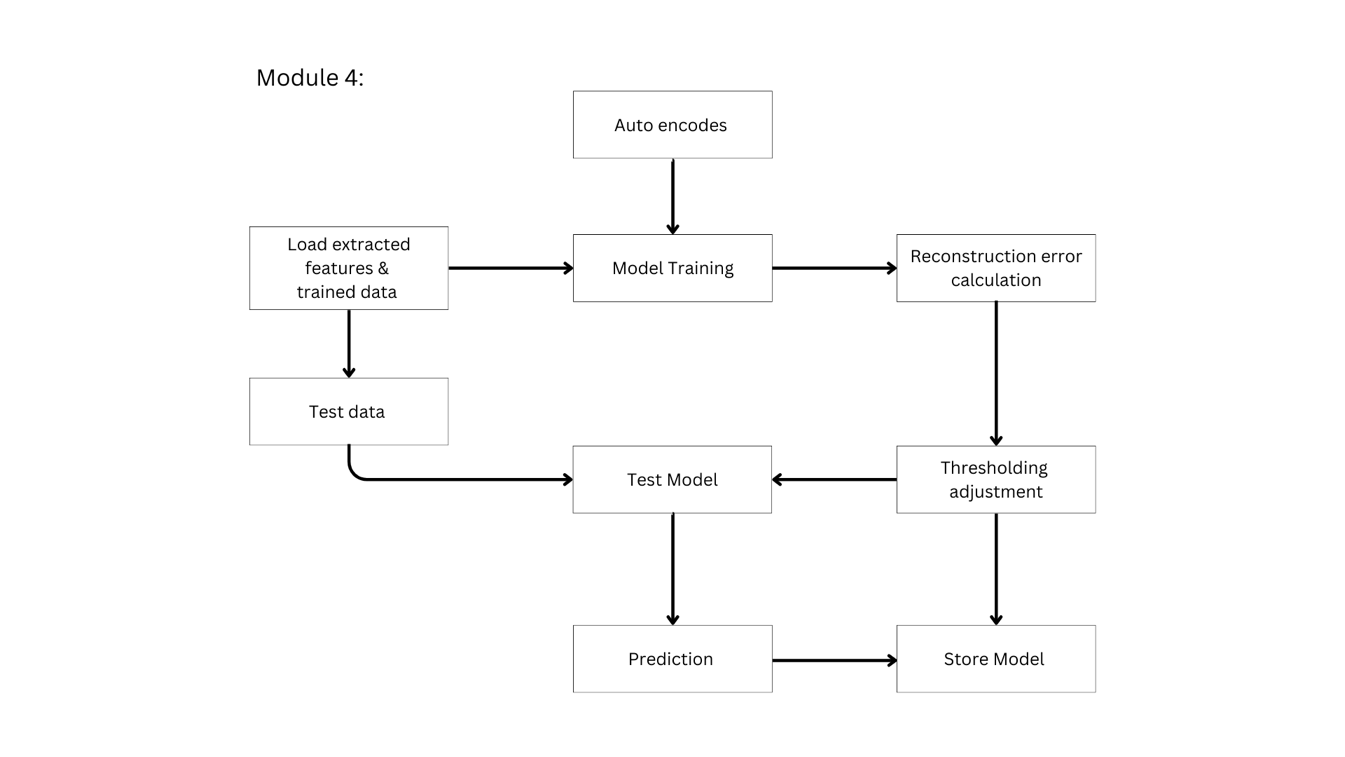 Module 4:
Auto encodes
Load extracted
features &
trained data
Model Training
Reconstruction error
calculation
Test data
Test Model
Thresholding
adjustment
Prediction
Store Model